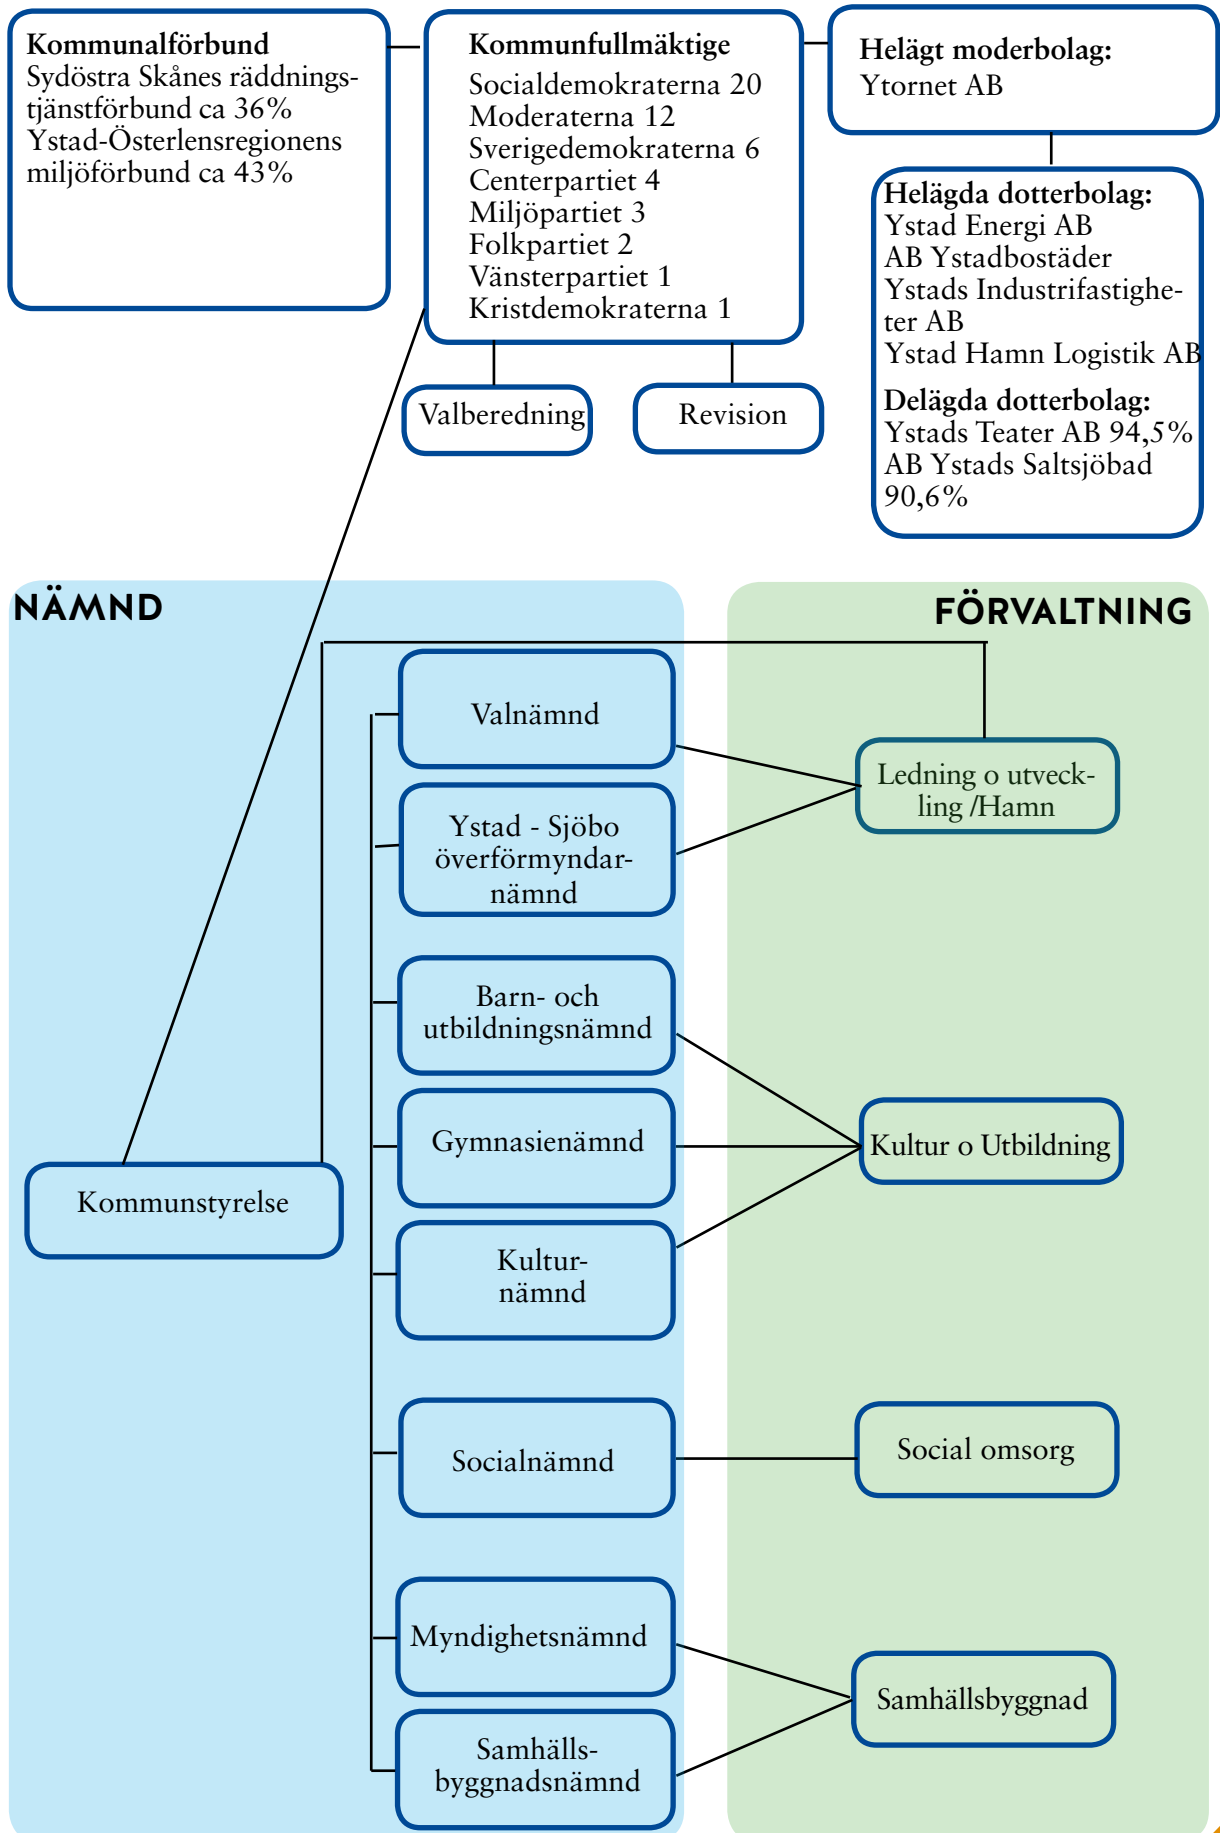 Kommunalförbund
Sydöstra Skånes räddnings-
tjänstförbund ca 36%
Ystad-Österlensregionens
miljöförbund ca 43%
Kommunfullmäktige
Socialdemokraterna 20
Moderaterna 12
Sverigedemokraterna 6
Centerpartiet 4
Miljöpartiet 3
Folkpartiet 2
Vänsterpartiet 1
Kristdemokraterna 1
Helägt moderbolag:
Ytornet AB
Helägda dotterbolag:
Ystad Energi AB
AB Ystadbostäder
Ystads Industrifastighe-
ter AB
Ystad Hamn Logistik AB
Delägda dotterbolag:
Ystads Teater AB 94,5%
AB Ystads Saltsjöbad
90,6%
Valberedning
Revision
NÄMND
FÖRVALTNING
Valnämnd
Ledning o utveck-
ling /Hamn
Ystad - Sjöbo
överförmyndar-
nämnd
Barn- och
utbildningsnämnd
Gymnasienämnd
Kultur o Utbildning
Kommunstyrelse
Kultur-
nämnd
Socialnämnd
Social omsorg
Myndighetsnämnd
Samhällsbyggnad
Samhälls-
byggnadsnämnd